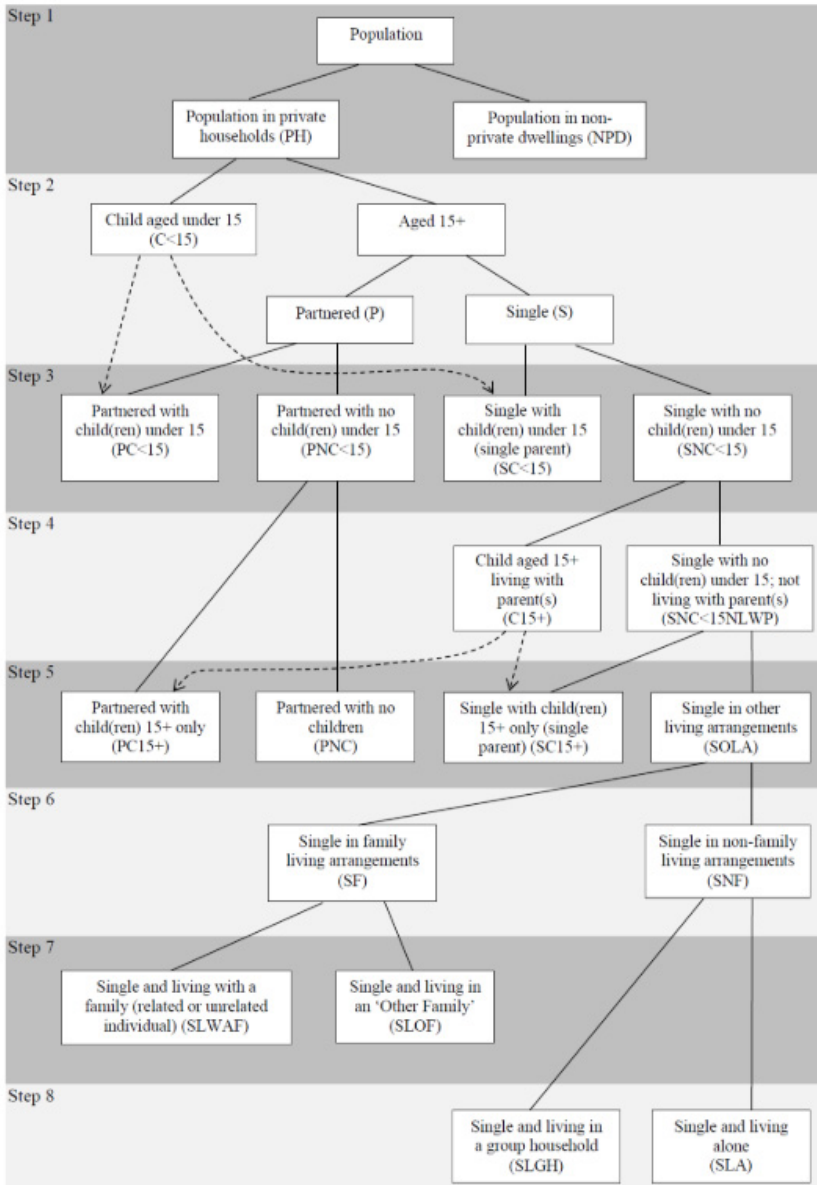 Step 1
Population
Population in private
households (PH)
Population in non-
private dwellings (NPD)
Step 2
Child aged under 15
(C<15)
Aged 15+
Partnered (P)
Single (S)
Step 3
Partnered with
child(ren) under 15
(PC<15)
Partnered with no
child(ren) under 15
(PNC<15)
Single with
child(ren) under 15
(single parent)
(SC<15)
Single with no
child(ren) under 15
(SNC<15)
Step 4
Child aged 15+
living with
parent(s)
(C15+)
Single with no
child(ren) under 15; not
living with parent(s)
(SNC<15NLWP)
Step 5
Partnered with
child(ren) 15+ only
(PC15+)
Partnered with no
children
(PNC)
Single with child(ren)
15+ only (single
parent) (SC15+)
Single in other
living arrangements
(SOLA)
Step 6
Single in family
living arrangements
(SF)
Single in non-family
living arrangements
(SNF)
Step 7
Single and living with a
family (related or unrelated
individual) (SLWAF)
Single and living in
an ‘Other Family’
(SLOF)
Step 8
Single and living in
a group household
(SLGH)
Single and living
alone
(SLA)